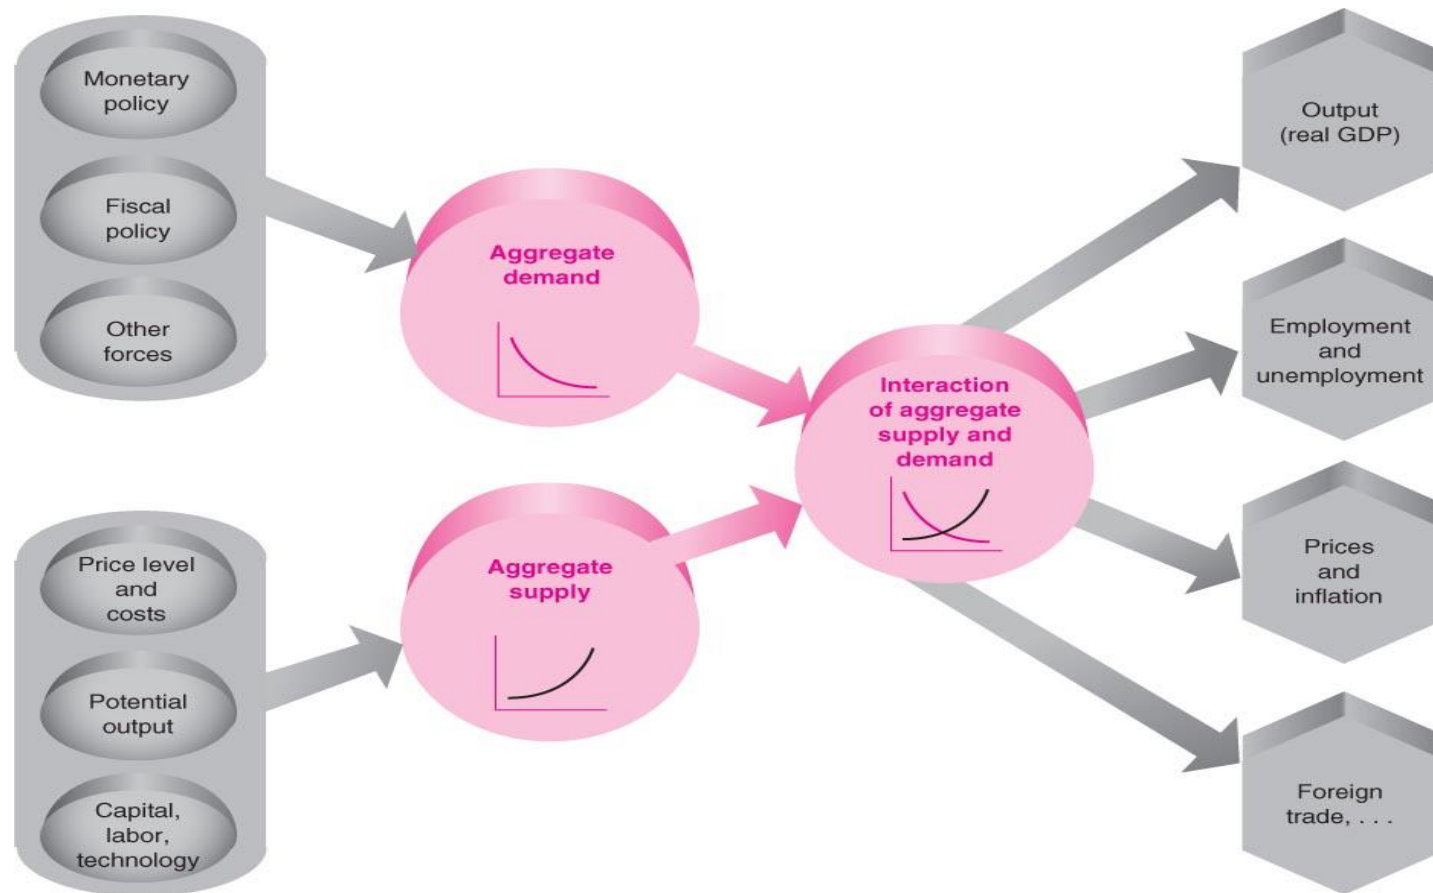 Monetary
policy
Fiscal
policy
Other
forces
Aggregate
demand
Price level
and
costs
Potential
output
Capital,
labor,
technology
Aggregate
supply
Interaction
of aggregate
supply and
demand
Output
(real GDP)
Employment
and
unemployment
Prices
and
inflation
Foreign
trade, . . .